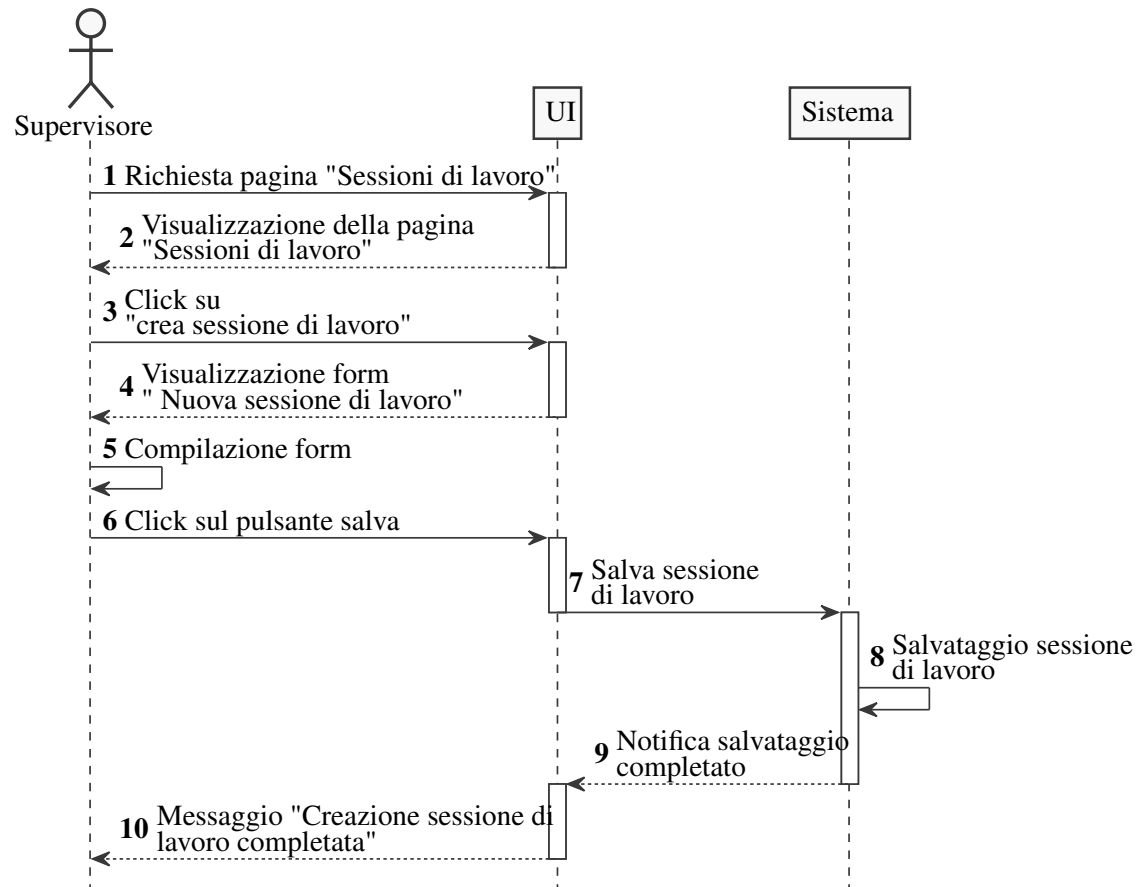 Supervisore
UI
Sistema
1 Richiesta pagina "Sessioni di lavoro"
2 Visualizzazione della pagina
"Sessioni di lavoro"
3 Click su
"crea sessione di lavoro"
4 Visualizzazione form
" Nuova sessione di lavoro"
5 Compilazione form
6 Click sul pulsante salva
7 Salva sessione
di lavoro
8 Salvataggio sessione
di lavoro
9 Notifica salvataggio
completato
10 Messaggio "Creazione sessione di
lavoro completata"